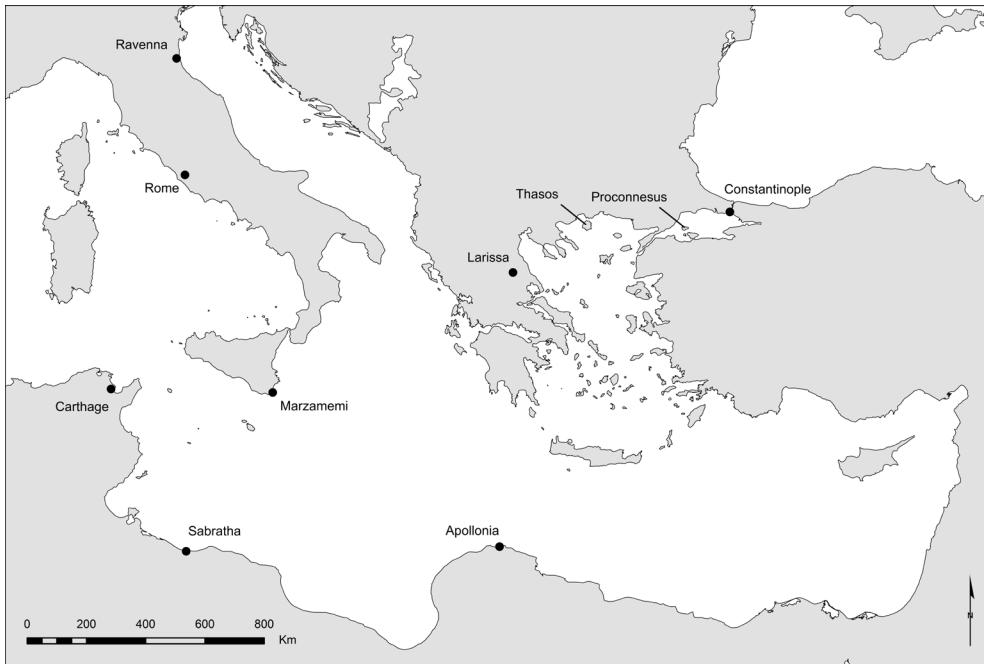 Ravenna
Rome
Thasos
Proconnesus
Constantinople
Larissa
Carthage
Marzamemi
Sabratha
Apollonia
0 200 400 600 800
Km
N